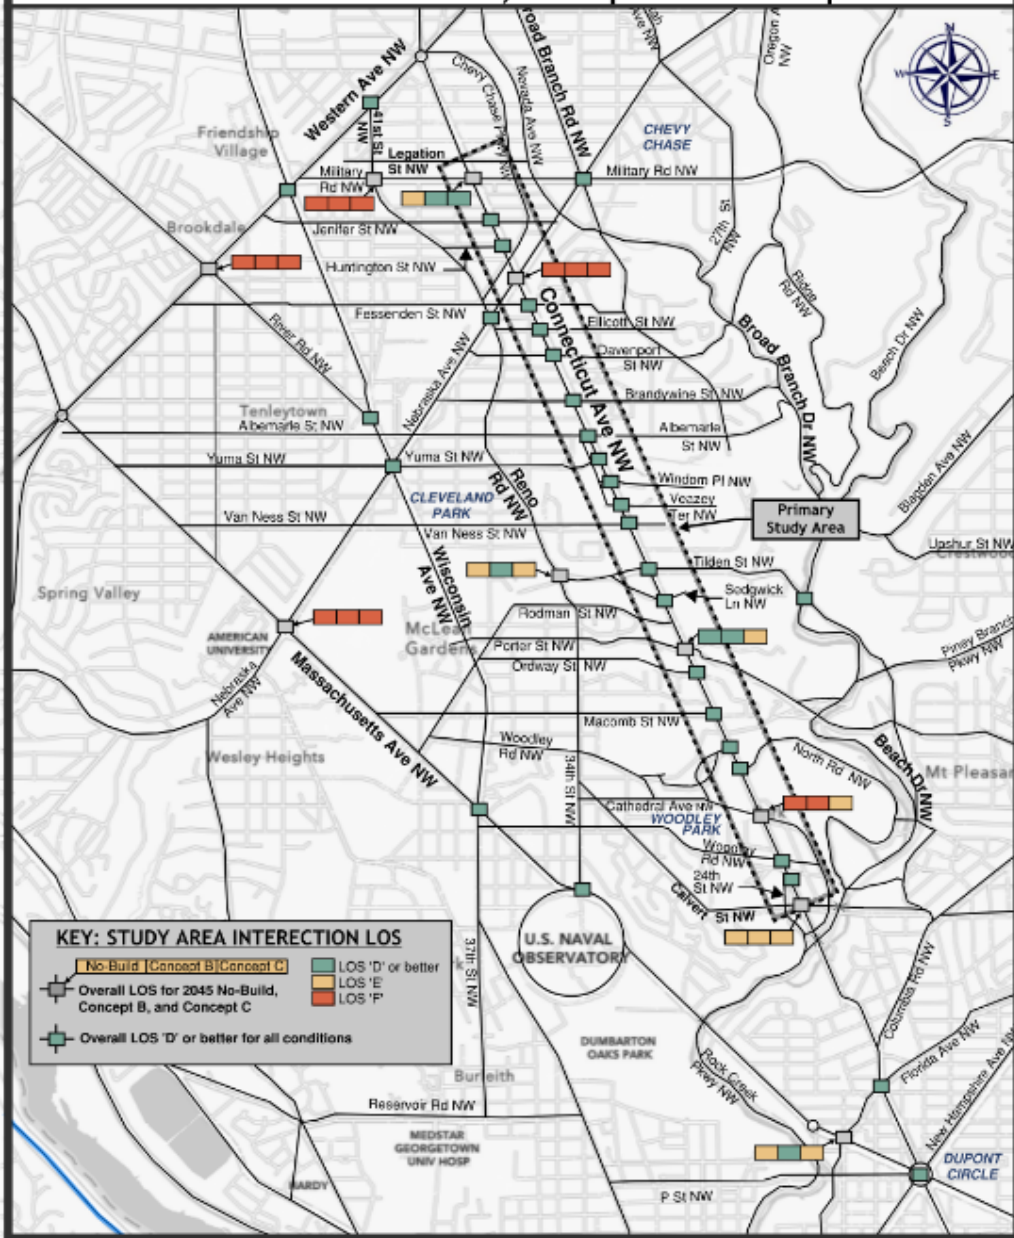 Western Ave NW
Chevy Chase Pkwy NW
Nevada Ave NW
Broad Branch Rd NW
Ave NW
Oregon A
NW
N
W
E
S
Friendship
Village
41st St
NW
Legation
St NW
CHEVY
CHASE
Military
Rd NW
Military Rd NW
Brookdale
Jenifer St NW
27th St
NW
Huntington St NW
Ridge
Rd NW
Fessenden St NW
Ellicott St NW
River Rd NW
Connecticut Ave NW
Broad Branch Dr NW
Beach Dr NW
Nebraska Ave NW
Davenport
St NW
Brandywine St NW
Tenleytown
Albemarle St NW
Albemarle
St NW
Yuma St NW
Yuma St NW
Reno
Rd NW
Windom Pl NW
Blagden Ave NW
CLEVELAND
PARK
Veazey
Ter NW
Primary
Study Area
Van Ness St NW
Van Ness St NW
Upshur St NW
Crestwoo
Wisconsin
Ave NW
Tilden St NW
Spring Valley
Sedgwick
Ln NW
Rodman St NW
AMERICAN
UNIVERSITY
McLean
Gardens
Porter St NW
Piney Branch
Pkwy NW
Ordway St NW
Nebraska
Ave NW
Massachusetts Ave NW
Macomb St NW
Wesley Heights
Woodley
Rd NW
North Rd NW
Beach Dr NW
Mt Pleasan
34th St NW
Cathedral Ave NW
WOODLEY
PARK
Woodley
Rd NW
24th
St NW
Calvert St NW
KEY: STUDY AREA INTERECTION LOS
No-Build Concept B Concept C
Overall LOS for 2045 No-Build,
Concept B, and Concept C
LOS 'D' or better
LOS 'E'
LOS 'F'
Overall LOS 'D' or better for all conditions
37th St NW
U.S. NAVAL
OBSERVATORY
Columbia Rd NW
DUMBARTON
OAKS PARK
Florida Ave NW
Rock Creek
Pkwy NW
New Hampshire Ave N
Burleith
Reservoir Rd NW
MEDSTAR
GEORGETOWN
UNIV HOSP
DUPONT
CIRCLE
HARDY
P St NW